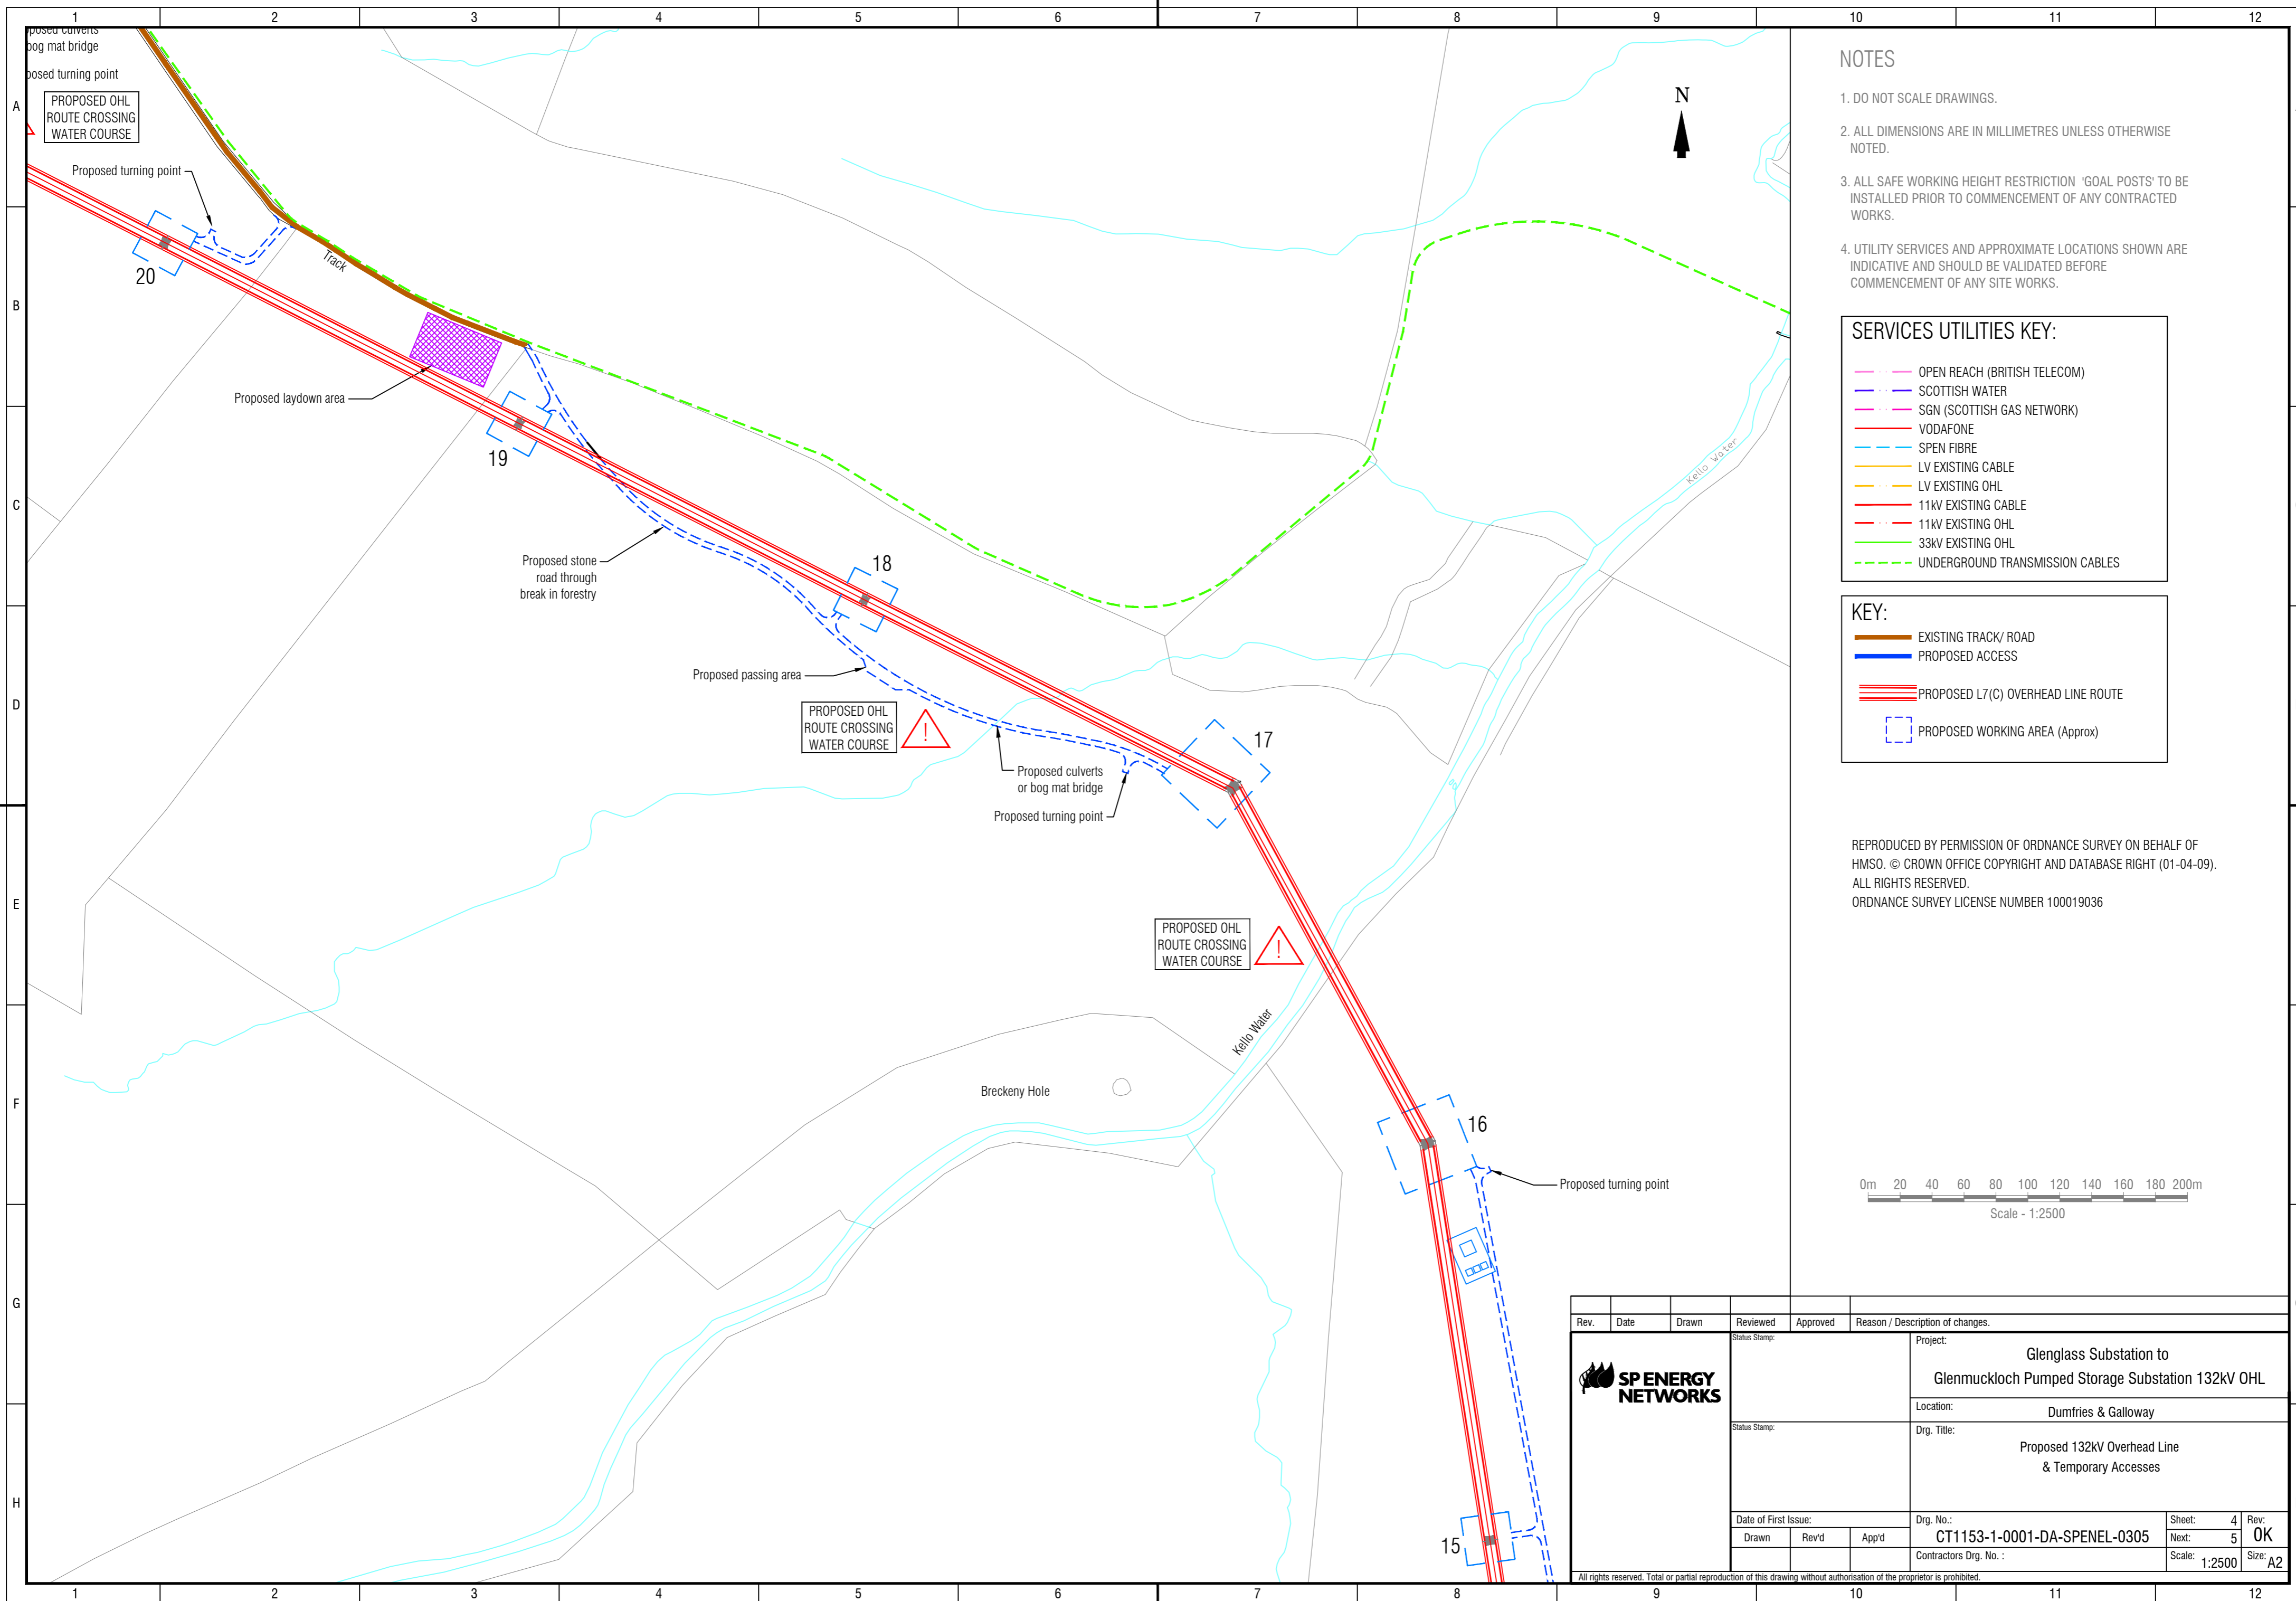 1 2 3 4 5 6 7 8 9 10 11 12
A
B
C
D
E
F
G
H
bog mat bridge
posed turning point
PROPOSED OHL
ROUTE CROSSING
WATER COURSE
Proposed turning point
20
Track
Proposed laydown area
19
Proposed stone
road through
break in forestry
18
Proposed passing area
PROPOSED OHL
ROUTE CROSSING
WATER COURSE
!
17
Proposed culverts
or bog mat bridge
Proposed turning point
Kello Water
PROPOSED OHL
ROUTE CROSSING
WATER COURSE
!
Kello Water
Breckeny Hole
16
Proposed turning point
15
N
NOTES
1. DO NOT SCALE DRAWINGS.
2. ALL DIMENSIONS ARE IN MILLIMETRES UNLESS OTHERWISE
NOTED.
3. ALL SAFE WORKING HEIGHT RESTRICTION 'GOAL POSTS' TO BE
INSTALLED PRIOR TO COMMENCEMENT OF ANY CONTRACTED
WORKS.
4. UTILITY SERVICES AND APPROXIMATE LOCATIONS SHOWN ARE
INDICATIVE AND SHOULD BE VALIDATED BEFORE
COMMENCEMENT OF ANY SITE WORKS.
SERVICES UTILITIES KEY:
OPEN REACH (BRITISH TELECOM)
SCOTTISH WATER
SGN (SCOTTISH GAS NETWORK)
VODAFONE
SPEN FIBRE
LV EXISTING CABLE
LV EXISTING OHL
11kV EXISTING CABLE
11kV EXISTING OHL
33kV EXISTING OHL
UNDERGROUND TRANSMISSION CABLES
KEY:
EXISTING TRACK/ ROAD
PROPOSED ACCESS
PROPOSED L7(C) OVERHEAD LINE ROUTE
PROPOSED WORKING AREA (Approx)
REPRODUCED BY PERMISSION OF ORDNANCE SURVEY ON BEHALF OF
HMSO. © CROWN OFFICE COPYRIGHT AND DATABASE RIGHT (01-04-09).
ALL RIGHTS RESERVED.
ORDNANCE SURVEY LICENSE NUMBER 100019036
0m 20 40 60 80 100 120 140 160 180 200m
Scale - 1:2500
Rev. Date Drawn Reviewed Approved Reason / Description of changes.
SP ENERGY
NETWORKS
Status Stamp:
Status Stamp:
Project:
Glenglass Substation to
Glenmuckloch Pumped Storage Substation 132kV OHL
Location: Dumfries & Galloway
Drg. Title:
Proposed 132kV Overhead Line
& Temporary Accesses
Date of First Issue:
Drawn Rev'd App'd
Drg. No.:
CT1153-1-0001-DA-SPENEL-0305
Contractors Drg. No. :
Sheet: 4
Next: 5
Rev:
0K
Scale: 1:2500
Size: A2
All rights reserved. Total or partial reproduction of this drawing without authorisation of the proprietor is prohibited.
1 2 3 4 5 6 7 8 9 10 11 12